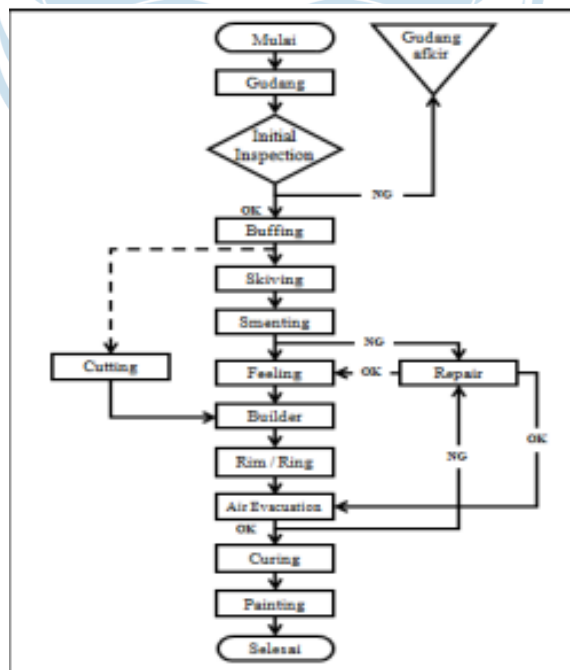 Mulai
Gudang
afkir
Gudang
Initial
Inspection
NG
OK
Buffing
Skiving
Smenting
NG
Cutting
Feeling
OK
Repair
Builder
OK
NG
Rim / Ring
Air Evacuation
OK
Curing
Painting
Selesai